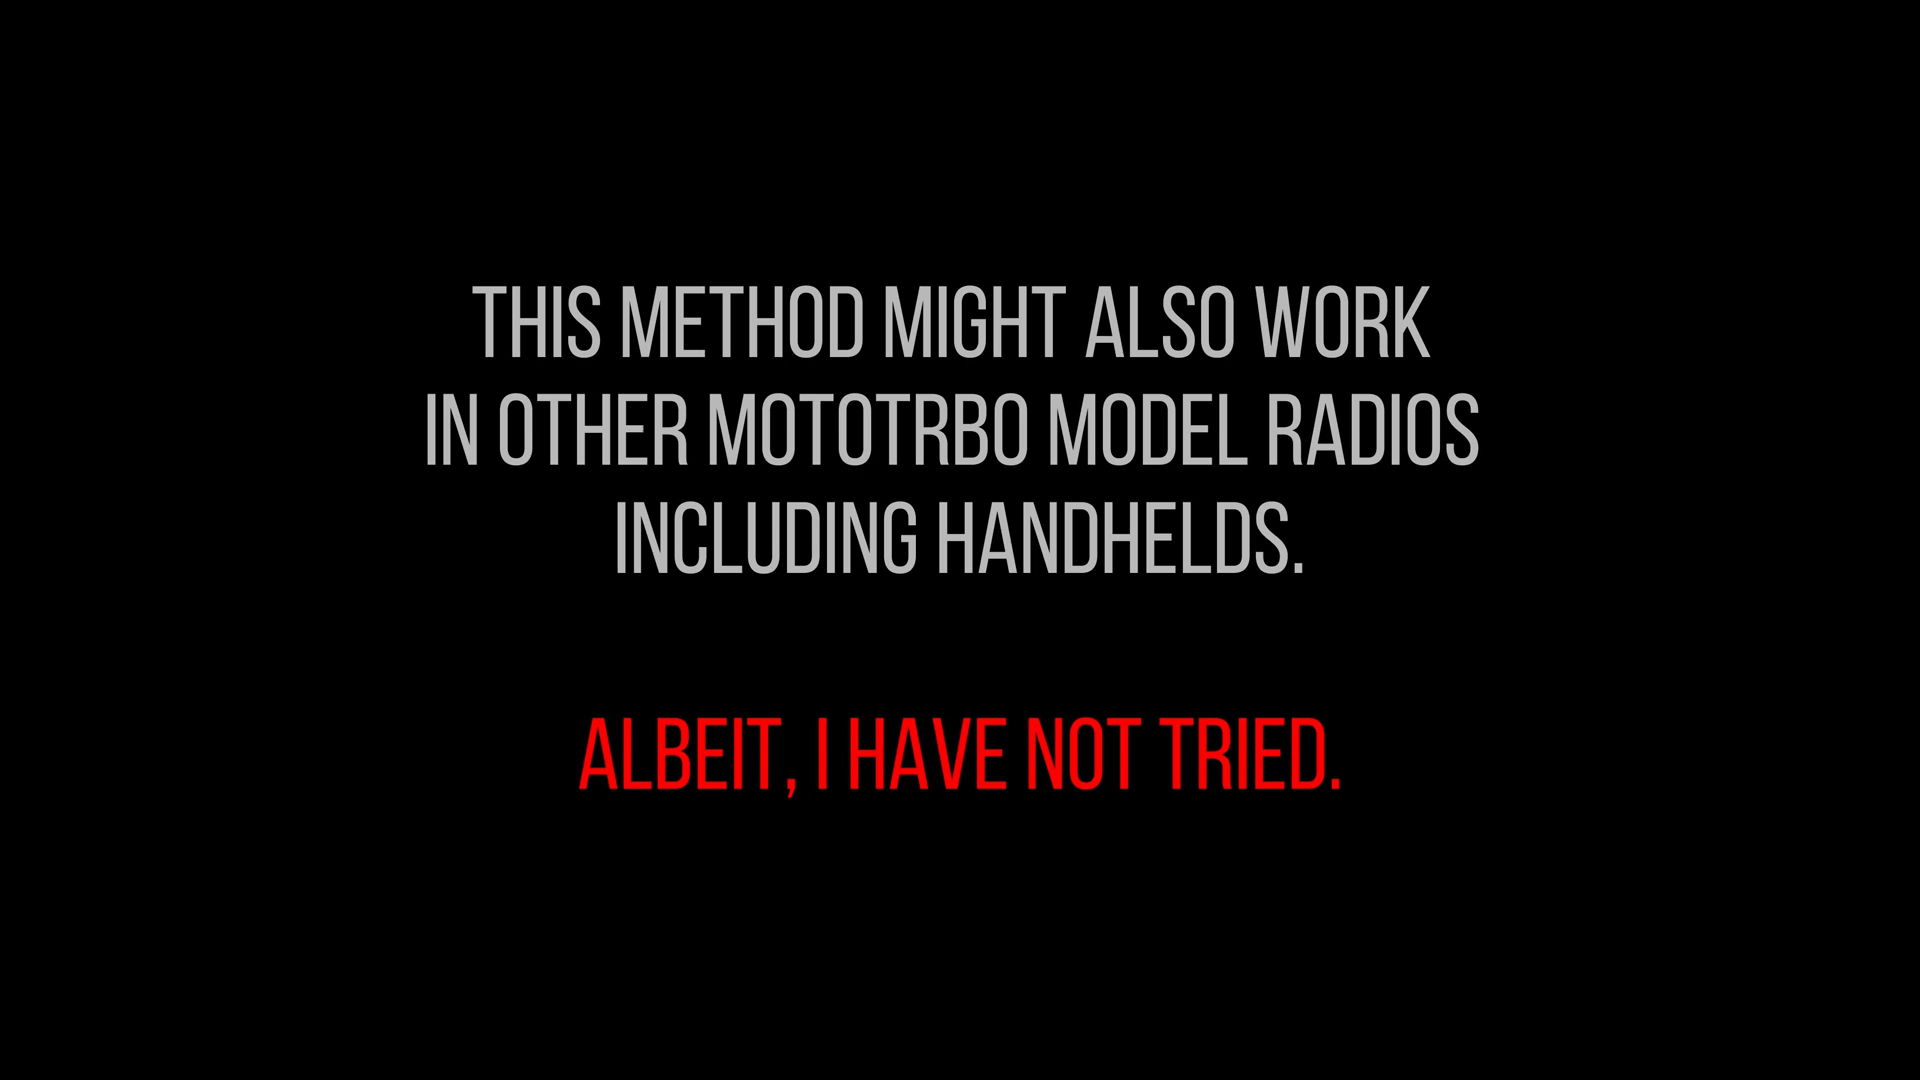 THIS METHOD MIGHT ALSO WORK
IN OTHER MOTOTRBO MODEL RADIOS
INCLUDING HANDHELDS.
ALBEIT, I HAVE NOT TRIED.